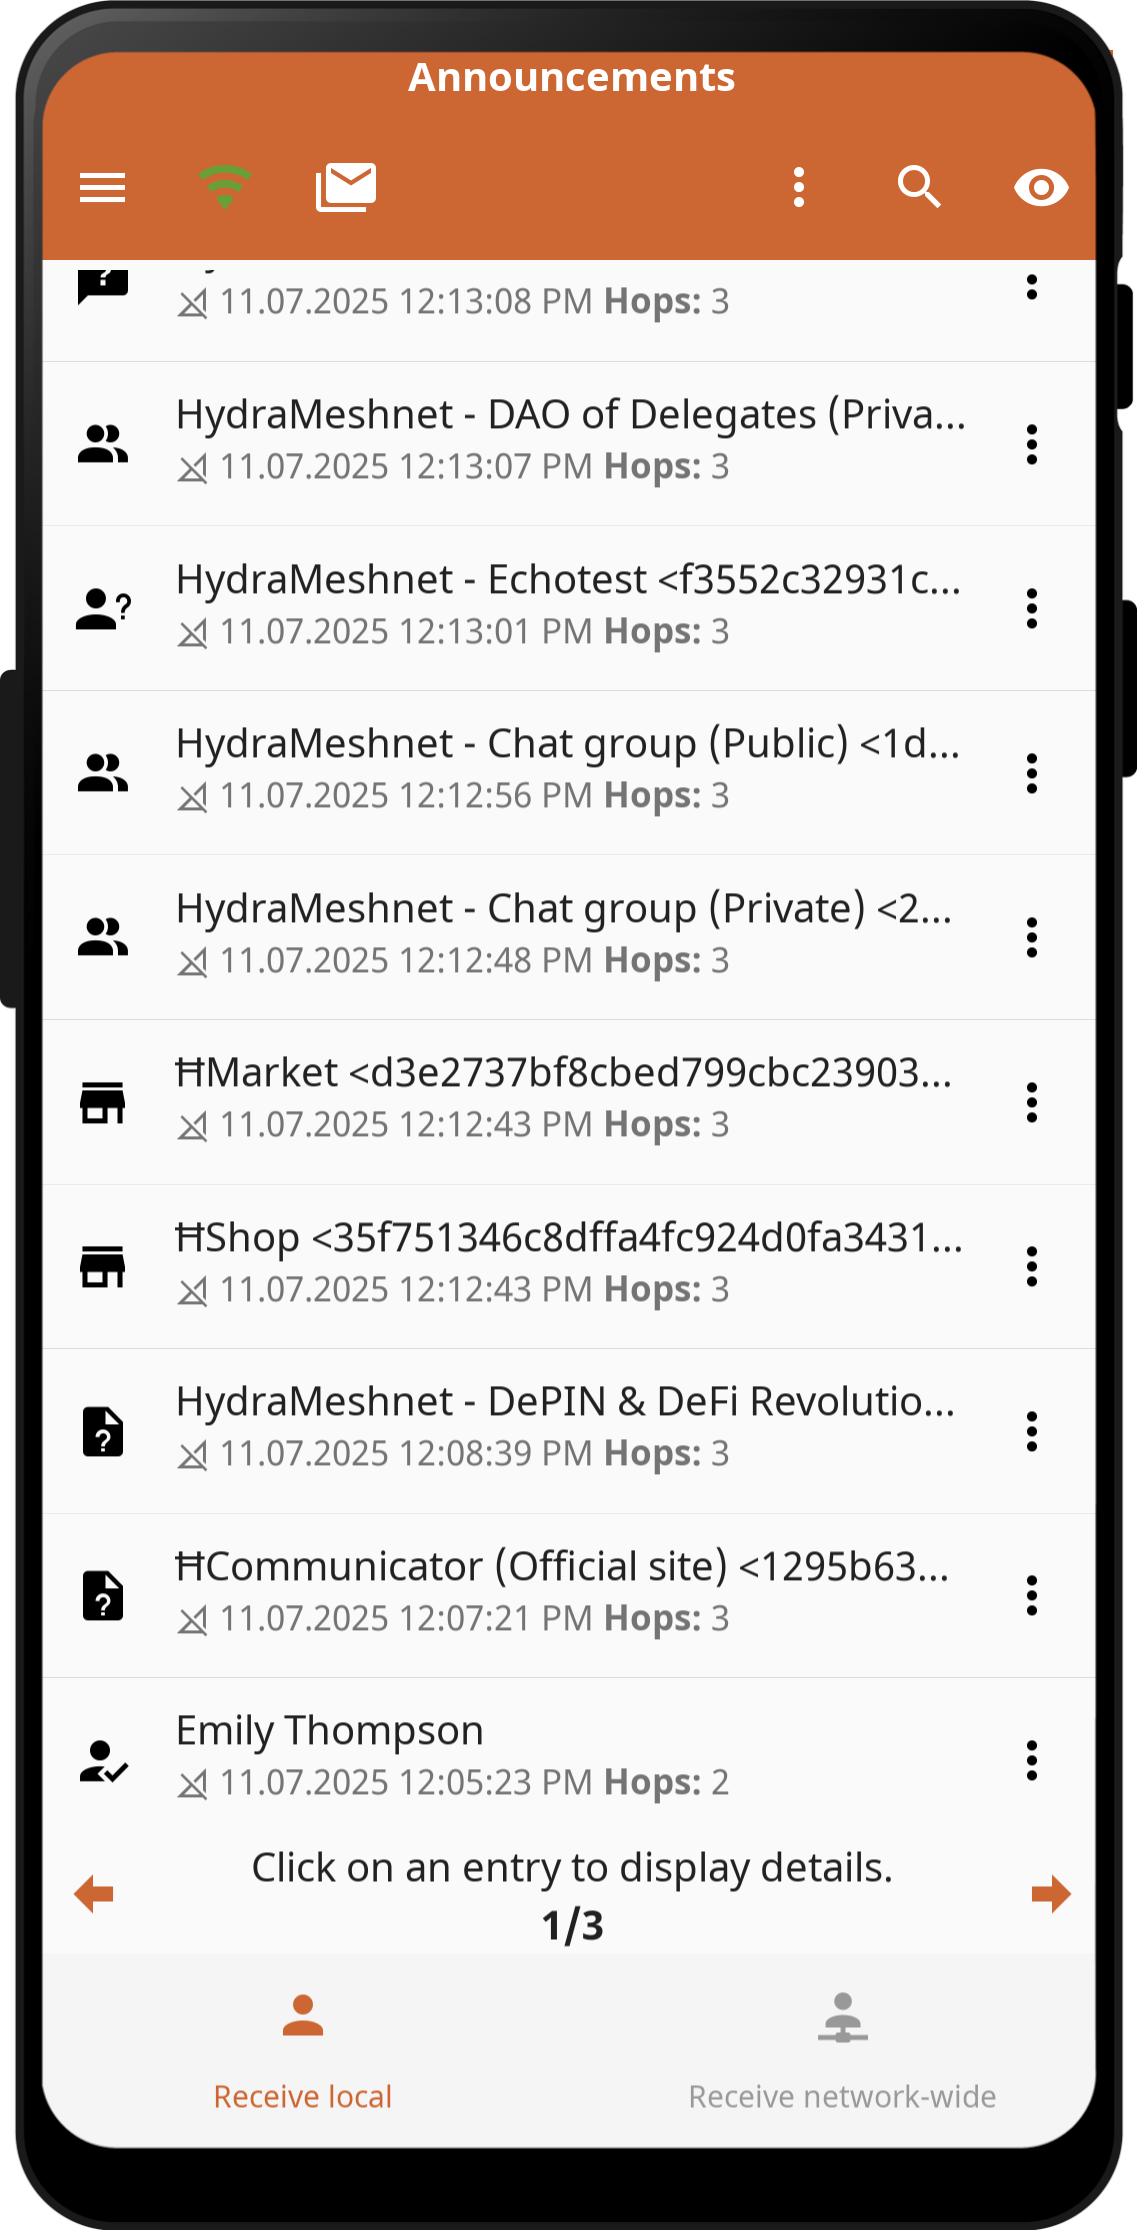 Announcements
11.07.2025 12:13:08 PM Hops: 3
HydraMeshnet - DAO of Delegates (Priva...
11.07.2025 12:13:07 PM Hops: 3
HydraMeshnet - Echotest <f3552c32931c...
11.07.2025 12:13:01 PM Hops: 3
HydraMeshnet - Chat group (Public) <1d...
11.07.2025 12:12:56 PM Hops: 3
HydraMeshnet - Chat group (Private) <2...
11.07.2025 12:12:48 PM Hops: 3
ĦMarket <d3e2737bf8cbed799cbc23903...
11.07.2025 12:12:43 PM Hops: 3
ĦShop <35f751346c8dffa4fc924d0fa3431...
11.07.2025 12:12:43 PM Hops: 3
HydraMeshnet - DePIN & DeFi Revolutio...
11.07.2025 12:08:39 PM Hops: 3
ĦCommunicator (Official site) <1295b63...
11.07.2025 12:07:21 PM Hops: 3
Emily Thompson
11.07.2025 12:05:23 PM Hops: 2
Click on an entry to display details.
1/3
Receive local
Receive network-wide